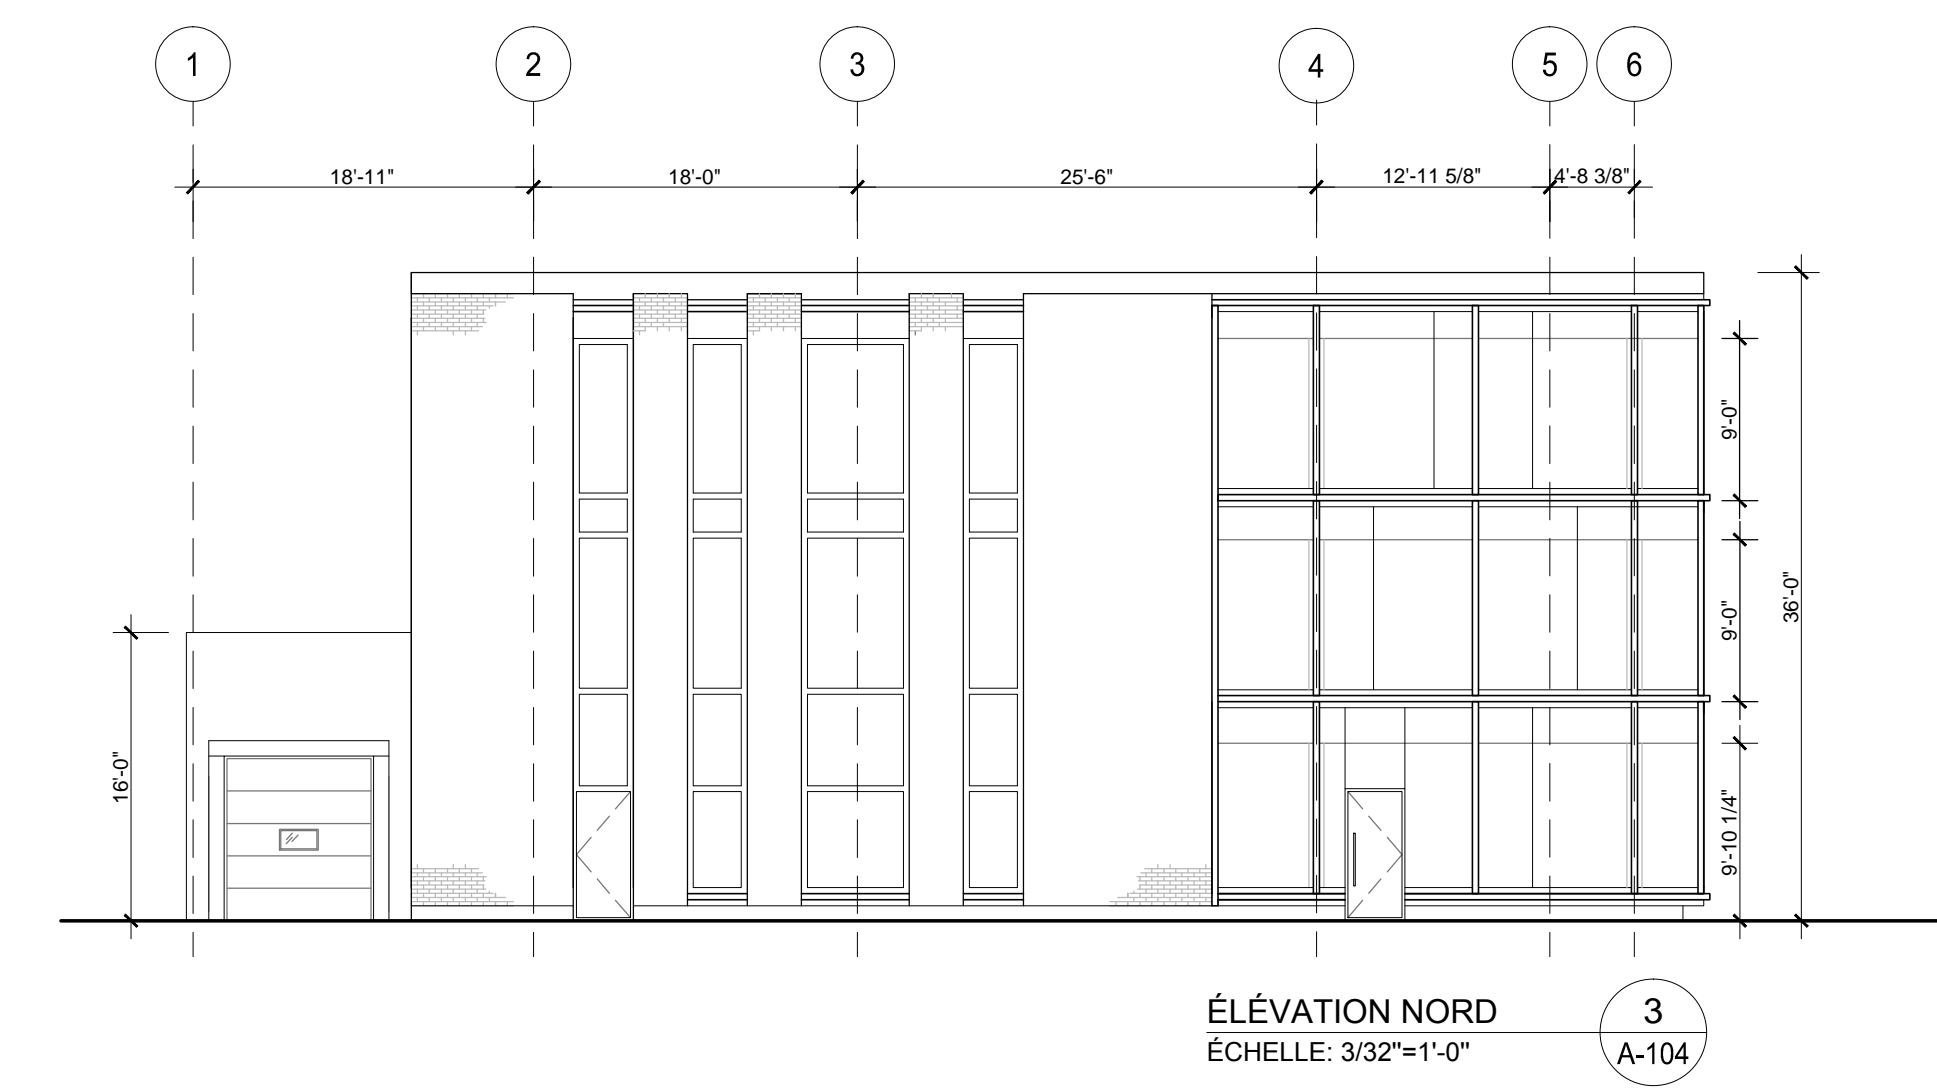 1 2 3 4 5 6
18'-11" 18'-0" 25'-6" 12'-11 5/8" 4'-8 3/8"
9'-0"
9'-0"
36'-0"
16'-0"
9'-10 1/4"
ÉLÉVATION NORD
ÉCHELLE: 3/32"=1'-0"
3
A-104